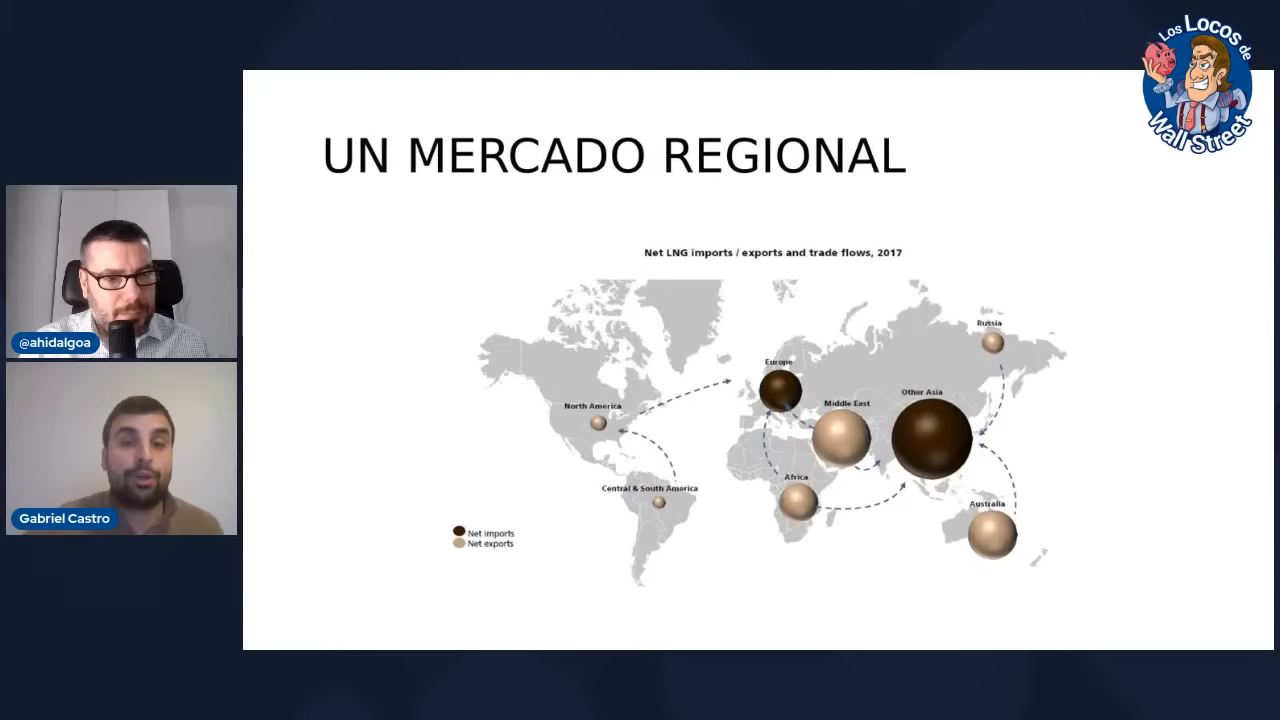 Los Locos de
Wall Street
UN MERCADO REGIONAL
Net LNG imports / exports and trade flows, 2017
Russia
Europe
Other Asia
North America
Middle East
Africa
Central & South America
Australia
Net imports
Net exports
@ahidalgoa
Gabriel Castro